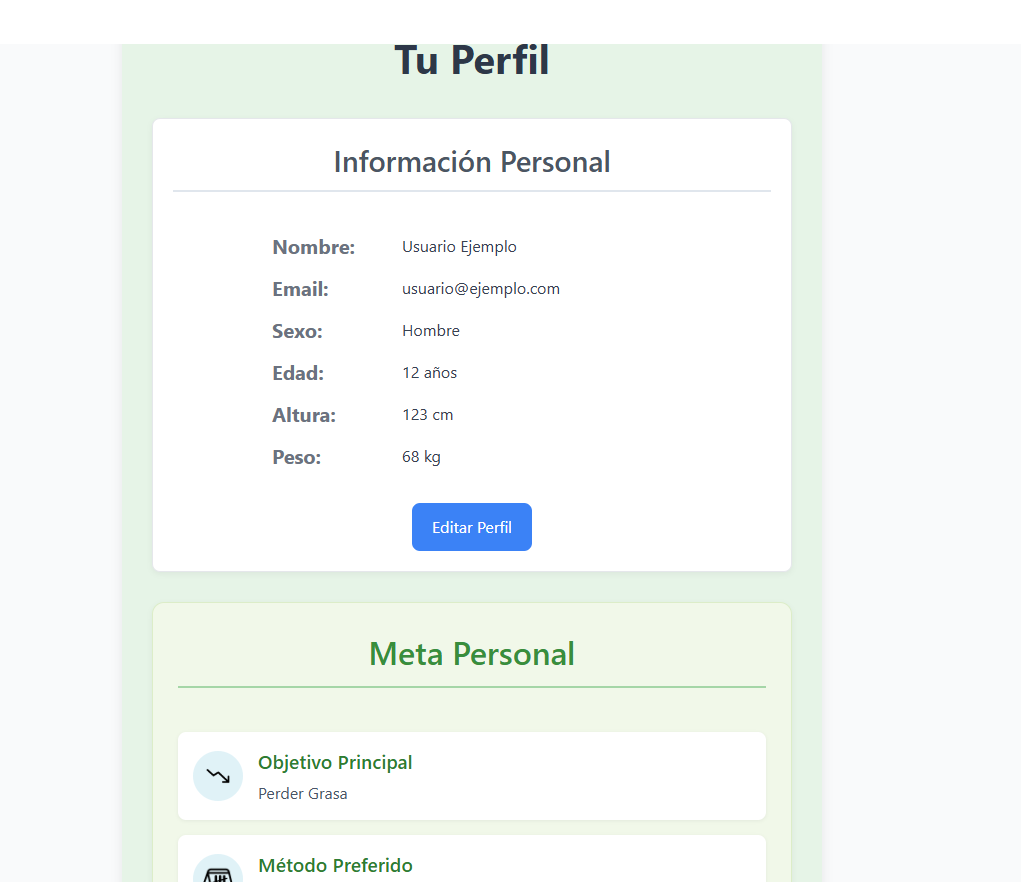 Tu Perfil
Información Personal
Nombre: Usuario Ejemplo
Email: usuario@ejemplo.com
Sexo: Hombre
Edad: 12 años
Altura: 123 cm
Peso: 68 kg
Editar Perfil
Meta Personal
Objetivo Principal
Perder Grasa
Método Preferido